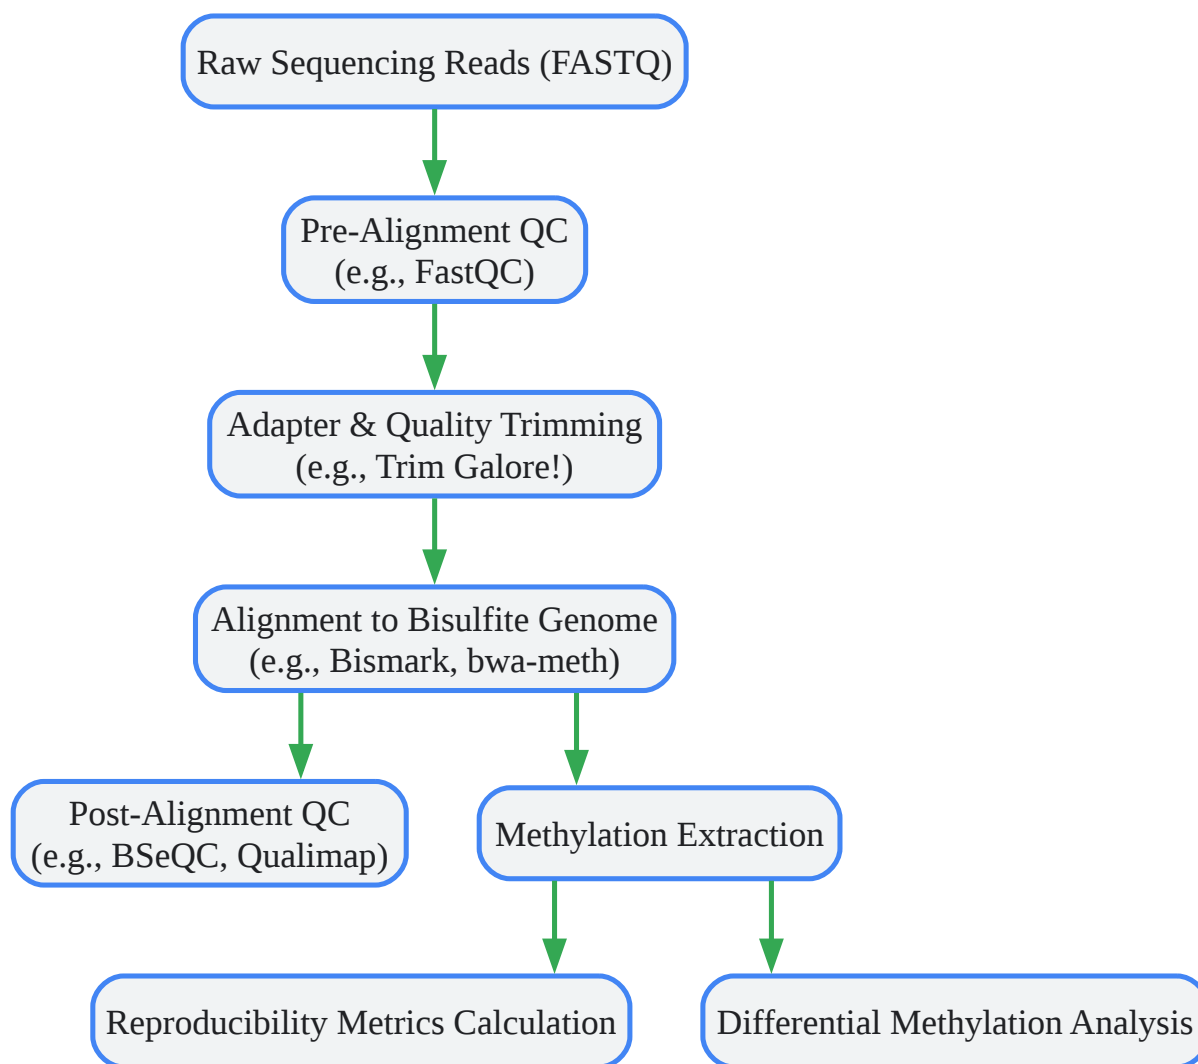 Raw Sequencing Reads (FASTQ)
Pre-Alignment QC
(e.g., FastQC)
Adapter & Quality Trimming
(e.g., Trim Galore!)
Alignment to Bisulfite Genome
(e.g., Bismark, bwa-meth)
Post-Alignment QC
(e.g., BSeQC, Qualimap)
Methylation Extraction
Reproducibility Metrics Calculation
Differential Methylation Analysis